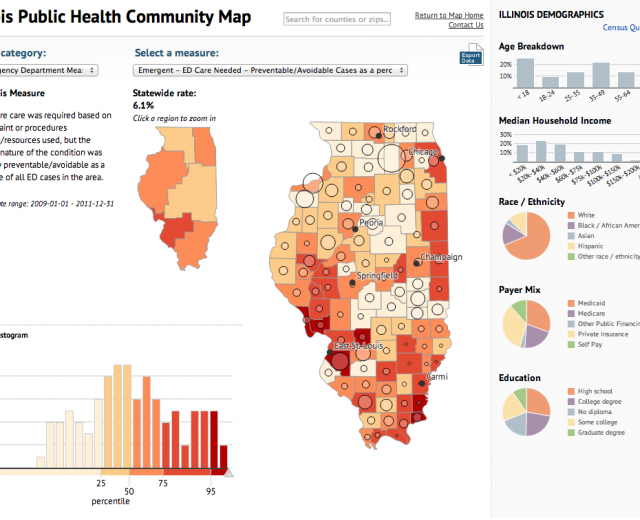 is Public Health Community Map
Search for counties or zips..
Return to Map Home
Contact Us
category:
Select a measure:
gency Department Mea:
Emergent - ED Care Needed - Preventable/Avoidable Cases as a perc
Export
Data
is Measure
re care was required based on
aint or procedures
/resources used, but the
nature of the condition was
y preventable/avoidable as a
e of all ED cases in the area.
te range: 2009-01-01 - 2011-12-31
Statewide rate:
6.1%
Click a region to zoom in
Rockford
Chicago
Peoria
Champaign
Springfield
East St. Louis
Carmi
stogram
25
50
75
95
percentile
ILLINOIS DEMOGRAPHICS
Census Qu
Age Breakdown
20%
10%
< 18
18-24
25-35
35-49
55-64
Median Household Income
30%
20%
10%
< $20k
$20k-$40k
$40k-$60k
$60k-$75k
$75k-$100k
$100k-$150k
$150k-$200k
Race / Ethnicity
White
Black / African Amer
Asian
Hispanic
Other race / ethnicity
Payer Mix
Medicaid
Medicare
Other Public Financin
Private Insurance
Self Pay
Education
High school
College degree
No diploma
Some college
Graduate degree